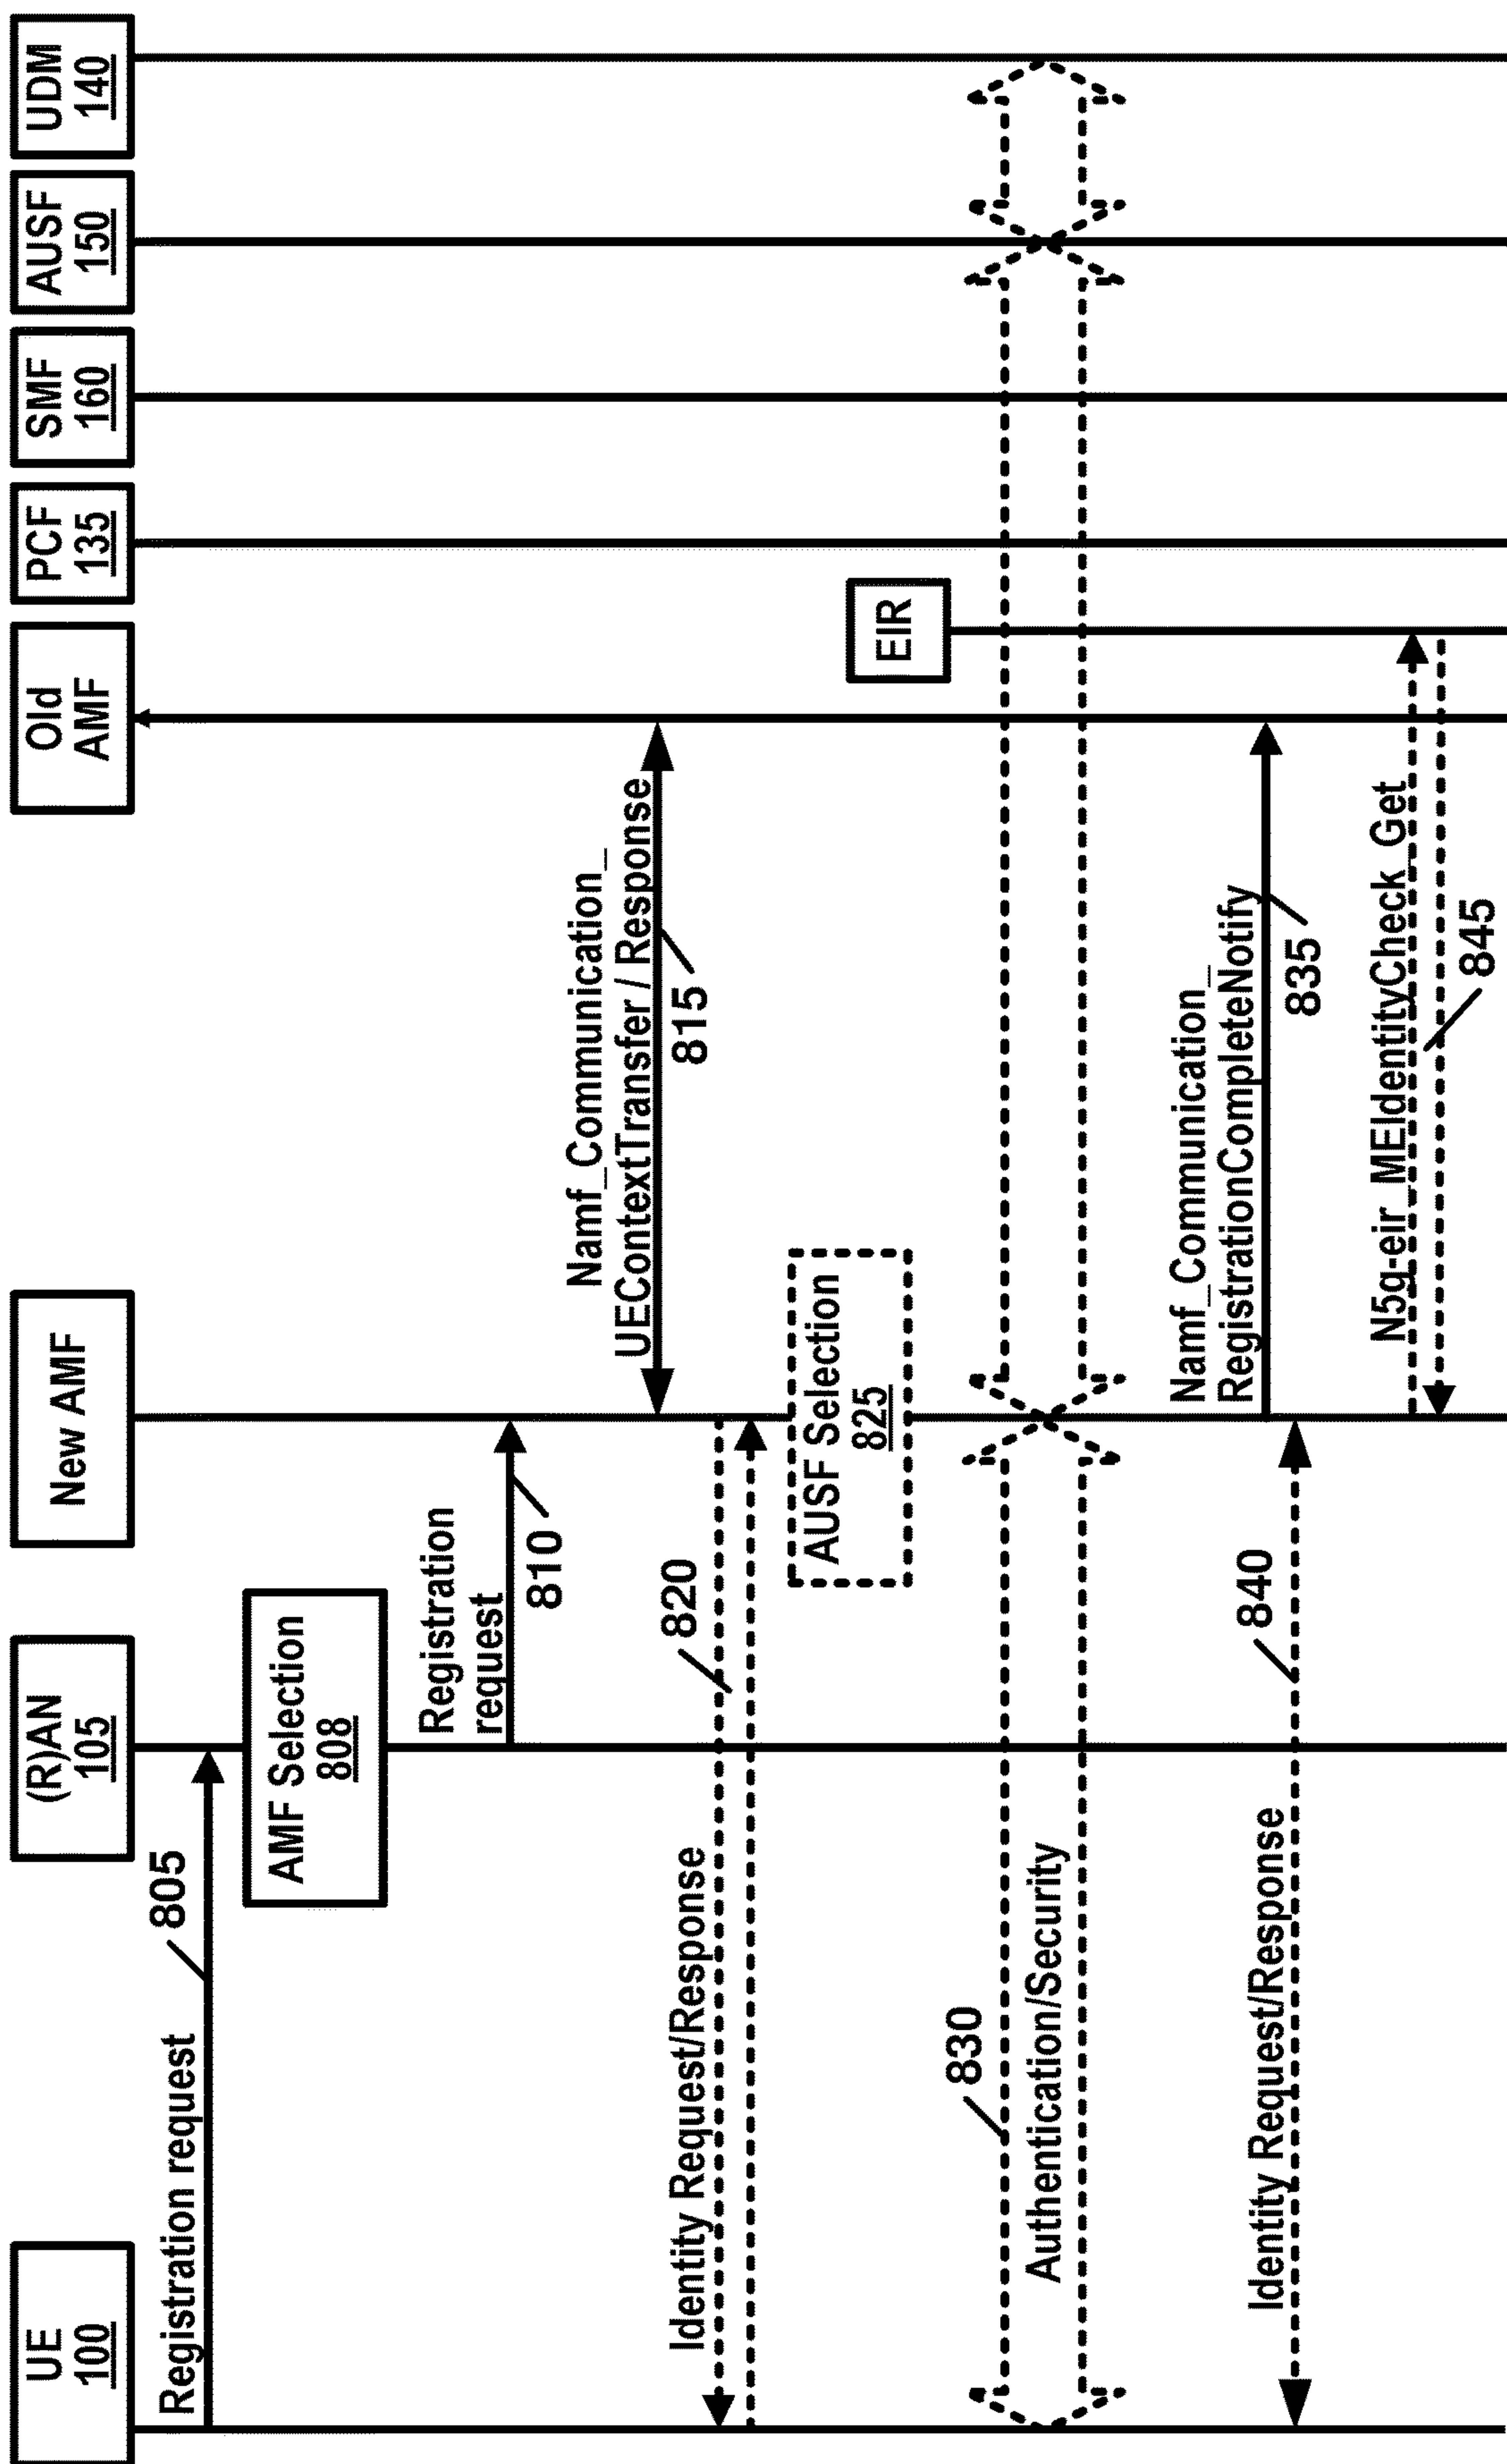 UE
100
(R)AN
105
New AMF
Old
AMF
PCF
135
SMF
160
AUSF
150
UDM
140
Registration request
805
AMF Selection
808
Registration
request
810
Namf_Communication_
UEContextTransfer / Response
815
Identity Request/Response
820
AUSF Selection
825
EIR
830
Authentication/Security
Namf_Communication_
RegistrationCompleteNotify
835
Identity Request/Response
840
N5g-eir_MEIdentityCheck_Get
845